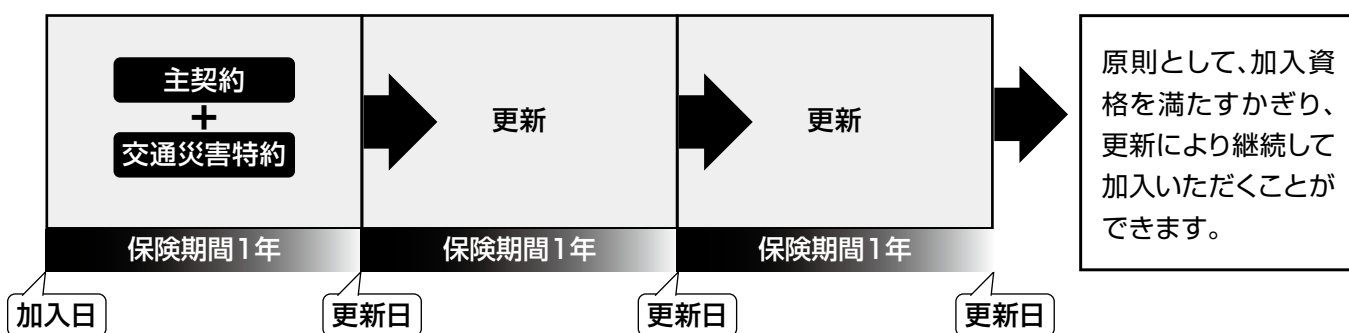 主契約
+
交通災害特約
更新
更新
原則として、加入資
格を満たすかぎり、
更新により継続して
加入いただくことが
できます。
保険期間1年
保険期間1年
保険期間1年
加入日
更新日
更新日
更新日